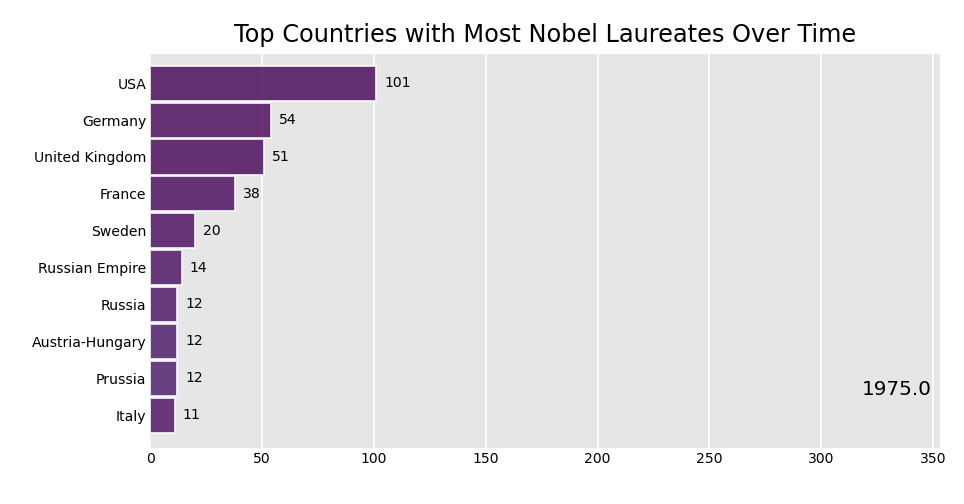 Top Countries with Most Nobel Laureates Over Time
USA 101
Germany 54
United Kingdom 51
France 38
Sweden 20
Russian Empire 14
Russia 12
Austria-Hungary 12
Prussia 12
1975.0
Italy 11
0 50 100 150 200 250 300 350